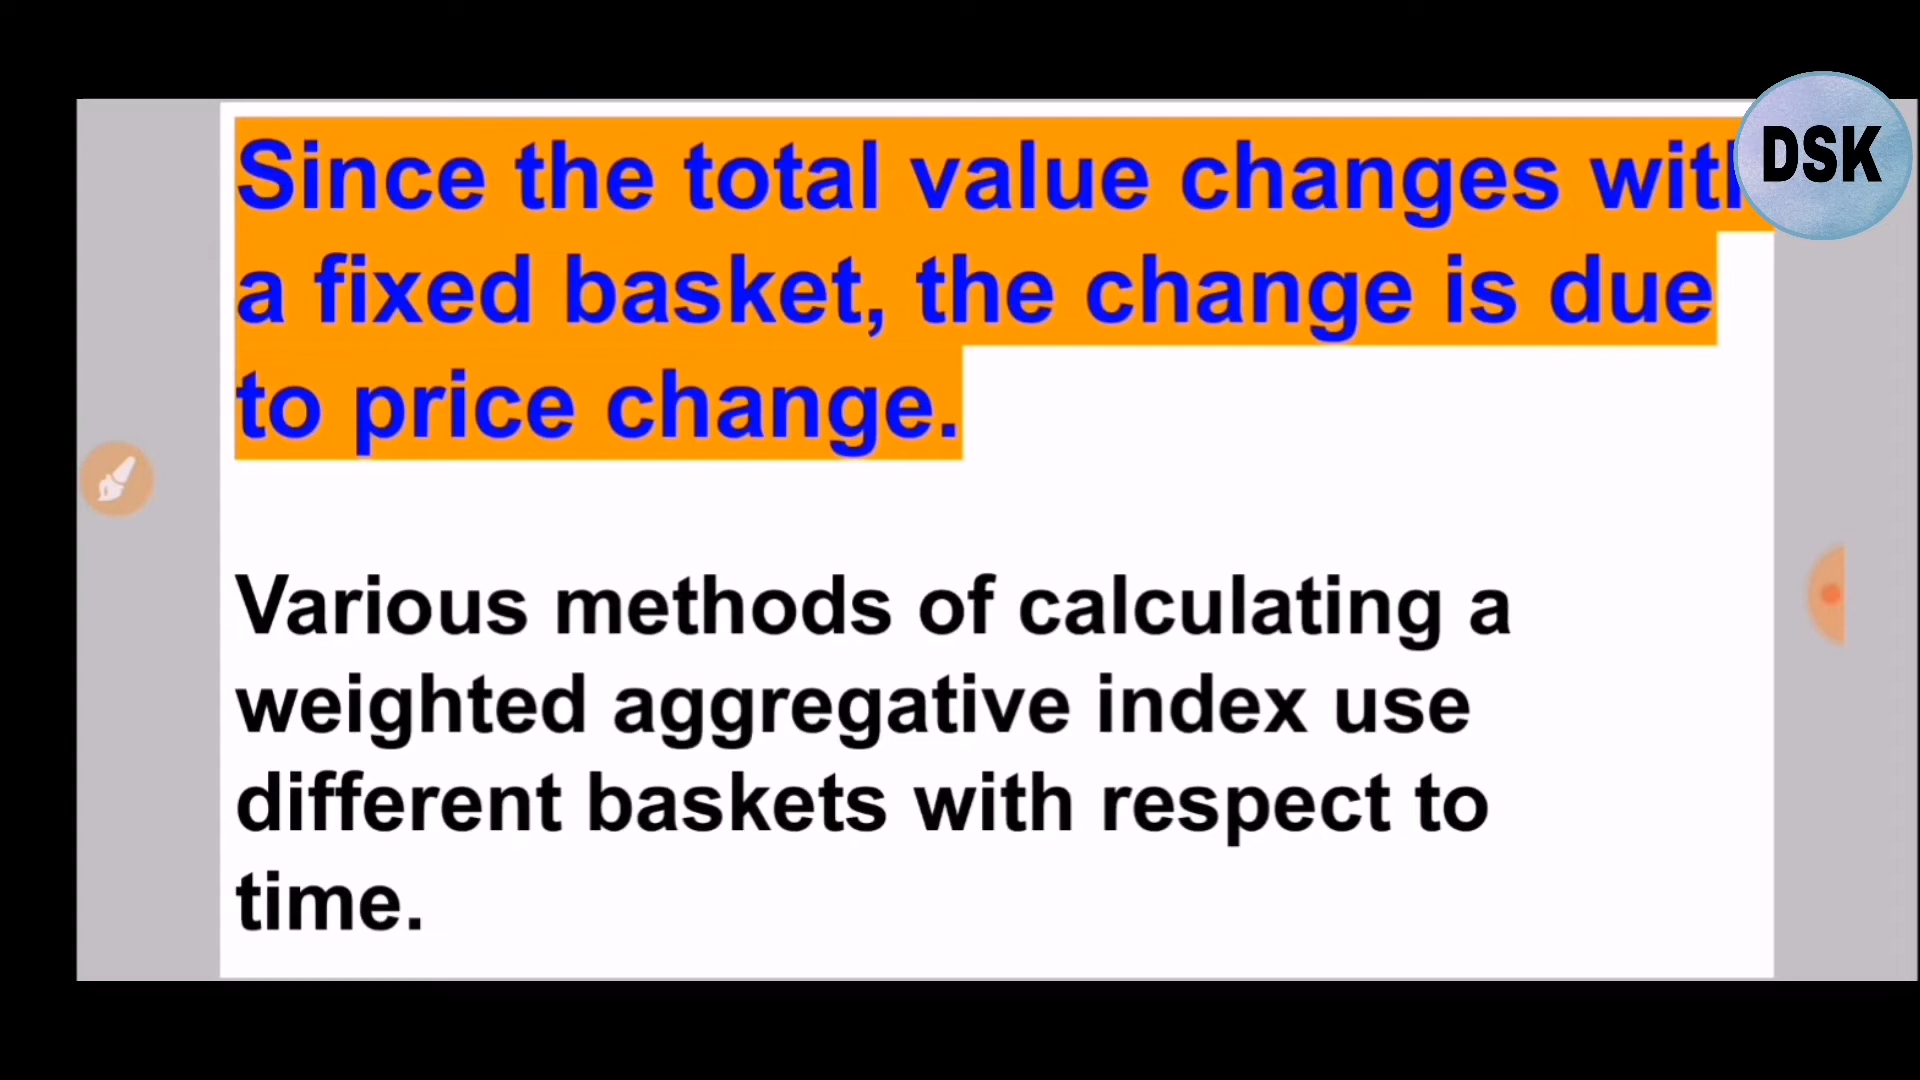 Since the total value changes with
a fixed basket, the change is due
to price change.
Various methods of calculating a
weighted aggregative index use
different baskets with respect to
time.
DSK